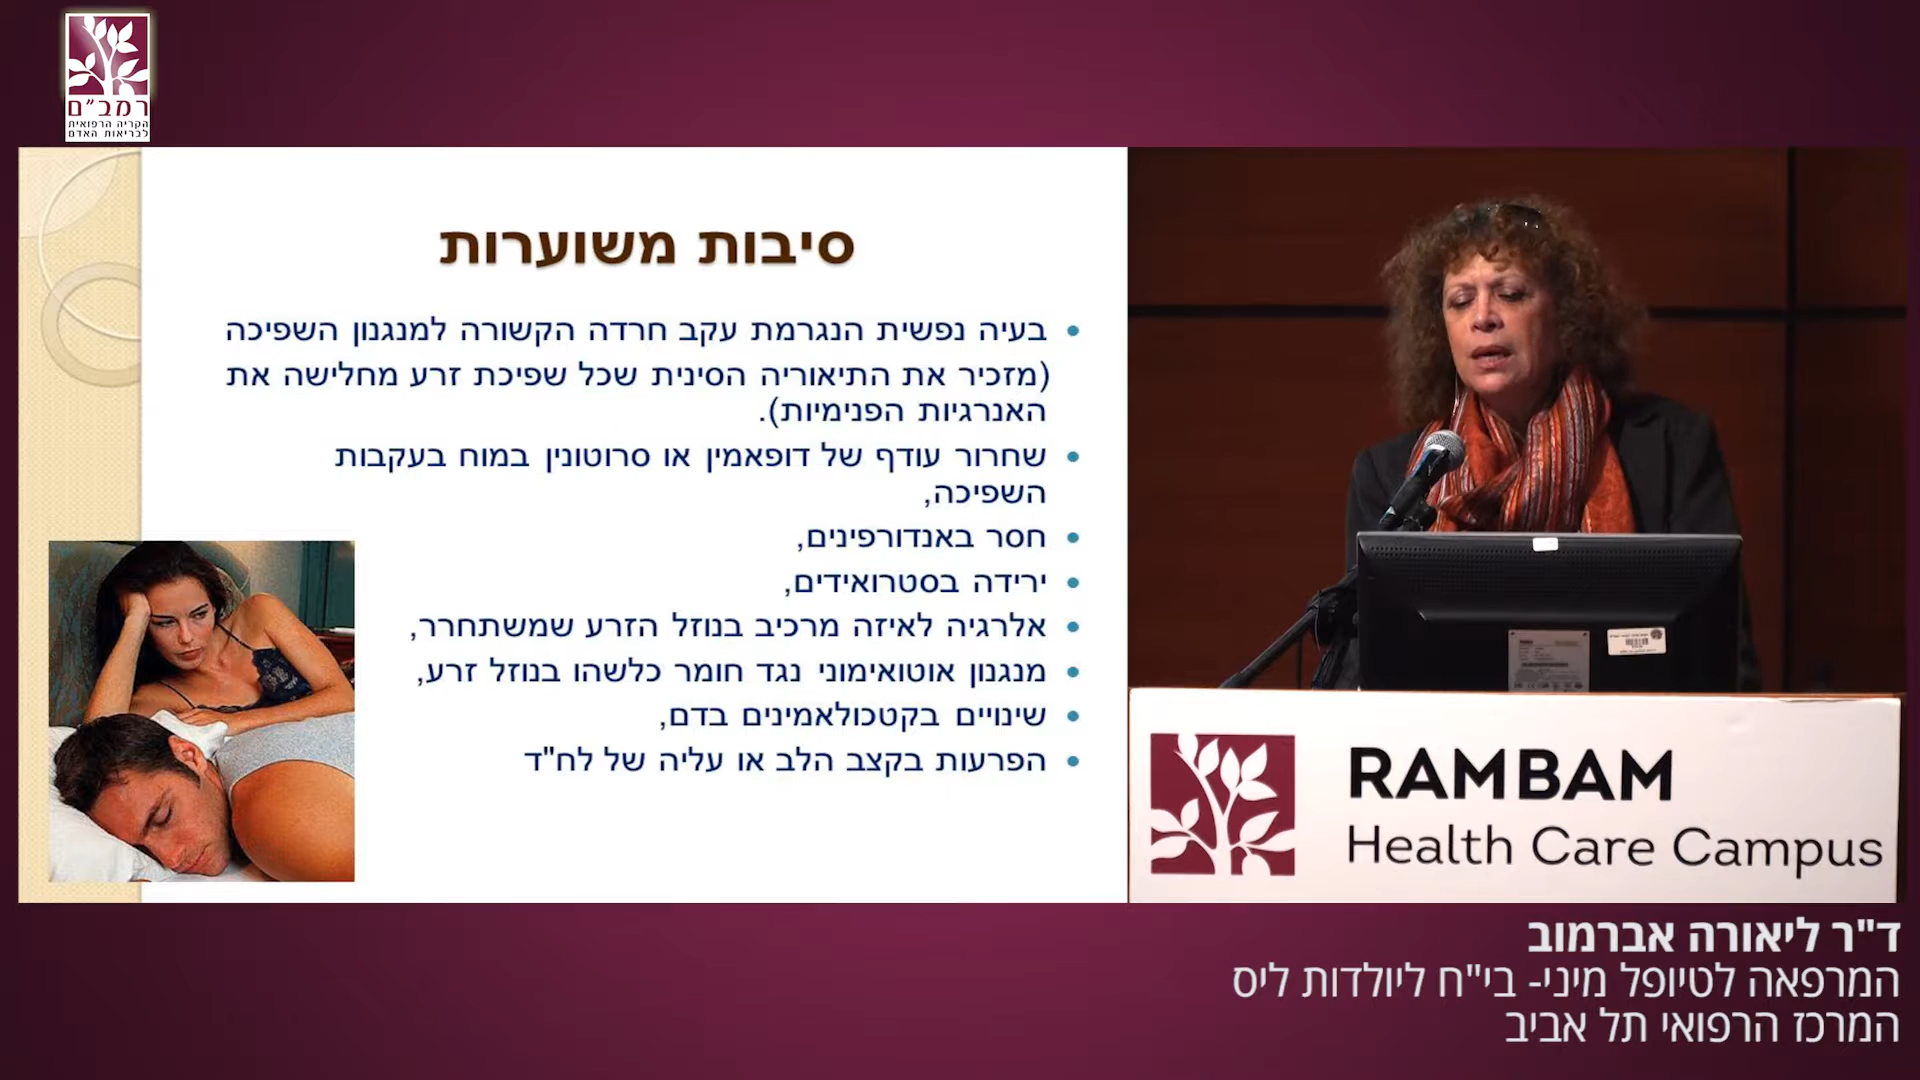 רמב"ם
הקריה הרפואית
לבריאות האדם
סיבות משוערות
• בעיה נפשית הנגרמת עקב חרדה הקשורה למנגנון השפיכה
(מזכיר את התיאוריה הסינית שכל שפיכת זרע מחלישה את
האנרגיות הפנימיות).
• שחרור עודף של דופאמין או סרוטונין במוח בעקבות
השפיכה,
• חסר באנדורפינים,
• ירידה בסטרואידים,
• אלרגיה לאיזה מרכיב בנוזל הזרע שמשתחרר,
• מנגנון אוטואימוני נגד חומר כלשהו בנוזל זרע,
• שינויים בקטכולאמינים בדם,
• הפרעות בקצב הלב או עליה של לח"ד
RAMBAM
Health Care Campus
ד"ר ליאורה אברמוב
המרפאה לטיופל מיני- בי"ח ליולדות ליס
המרכז הרפואי תל אביב